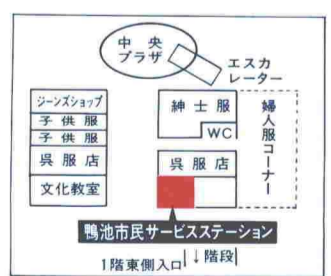 中央
プラザ
エスカ
レーター
ジーンズショップ
子供服
子供服
呉服店
文化教室
紳士服
WC
婦人服コーナー
呉服店
鴨池市民サービスステーション
1階東側入口
↓階段